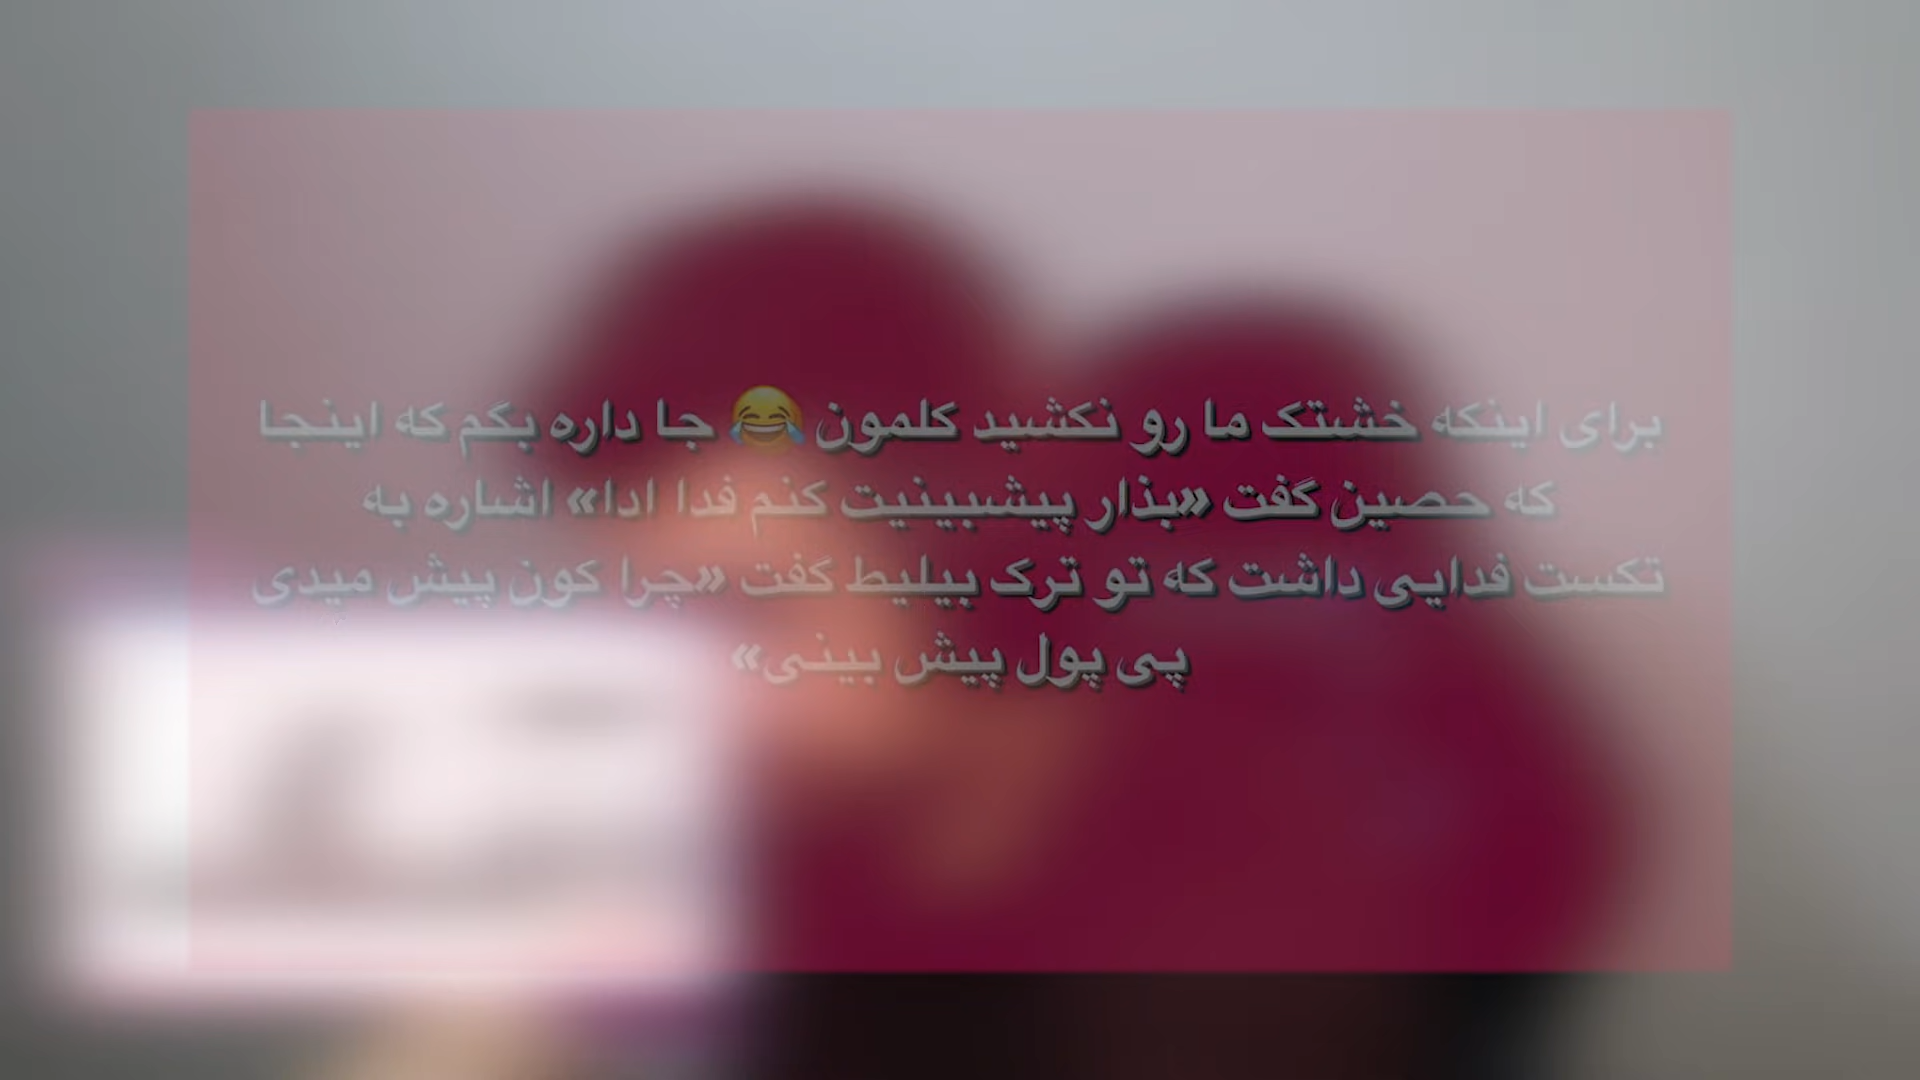 برای اینکه خشتک ما رو نکشید کلمون 😂 جا داره بگم که اینجا
که حصین گفت «بذار پیشبینیت کنم فدا ادا» اشاره به
تکست فدایی داشت که تو ترک بیلیط گفت «چرا کون پیش میدی
پی پول پیش بینی»